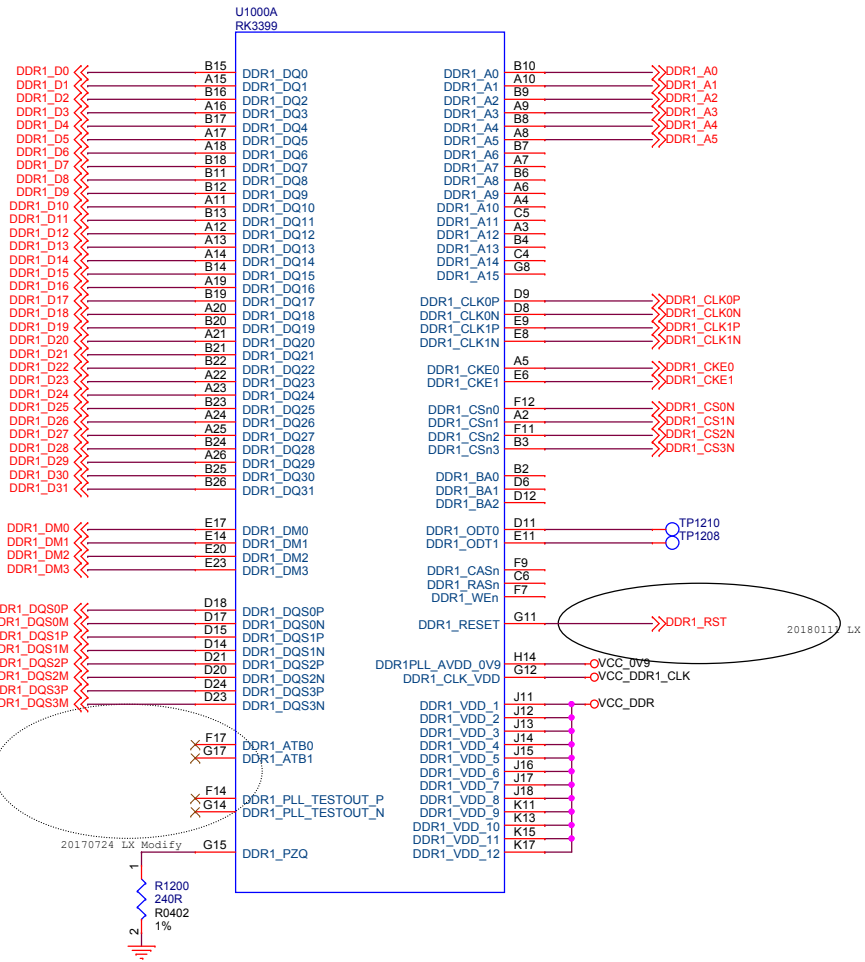 U1000A
RK3399
DDR1_D0 B15 DDR1_DQ0 DDR1_A0 B10 DDR1_A0
DDR1_D1 A15 DDR1_DQ1 DDR1_A1 A10 DDR1_A1
DDR1_D2 B16 DDR1_DQ2 DDR1_A2 B9 DDR1_A2
DDR1_D3 A16 DDR1_DQ3 DDR1_A3 A9 DDR1_A3
DDR1_D4 B17 DDR1_DQ4 DDR1_A4 B8 DDR1_A4
DDR1_D5 A17 DDR1_DQ5 DDR1_A5 A8 DDR1_A5
DDR1_D6 A18 DDR1_DQ6 DDR1_A6 B7
DDR1_D7 B18 DDR1_DQ7 DDR1_A7 A7
DDR1_D8 B11 DDR1_DQ8 DDR1_A8 B6
DDR1_D9 B12 DDR1_DQ9 DDR1_A9 A6
DDR1_D10 A11 DDR1_DQ10 DDR1_A10 A4
DDR1_D11 B13 DDR1_DQ11 DDR1_A11 C5
DDR1_D12 A12 DDR1_DQ12 DDR1_A12 A3
DDR1_D13 A13 DDR1_DQ13 DDR1_A13 B4
DDR1_D14 A14 DDR1_DQ14 DDR1_A14 C4
DDR1_D15 B14 DDR1_DQ15 DDR1_A15 G8
DDR1_D16 A19 DDR1_DQ16
DDR1_D17 B19 DDR1_DQ17 DDR1_CLK0P D9 DDR1_CLK0P
DDR1_D18 A20 DDR1_DQ18 DDR1_CLK0N D8 DDR1_CLK0N
DDR1_D19 B20 DDR1_DQ19 DDR1_CLK1P E9 DDR1_CLK1P
DDR1_D20 A21 DDR1_DQ20 DDR1_CLK1N E8 DDR1_CLK1N
DDR1_D21 B21 DDR1_DQ21
DDR1_D22 B22 DDR1_DQ22 DDR1_CKE0 A5 DDR1_CKE0
DDR1_D23 A22 DDR1_DQ23 DDR1_CKE1 E6 DDR1_CKE1
DDR1_D24 A23 DDR1_DQ24
DDR1_D25 B23 DDR1_DQ25 DDR1_CSn0 F12 DDR1_CS0N
DDR1_D26 A24 DDR1_DQ26 DDR1_CSn1 A2 DDR1_CS1N
DDR1_D27 A25 DDR1_DQ27 DDR1_CSn2 F11 DDR1_CS2N
DDR1_D28 B24 DDR1_DQ28 DDR1_CSn3 B3 DDR1_CS3N
DDR1_D29 A26 DDR1_DQ29
DDR1_D30 B25 DDR1_DQ30 DDR1_BA0 B2
DDR1_D31 B26 DDR1_DQ31 DDR1_BA1 D6
DDR1_BA2 D12
DDR1_DM0 E17 DDR1_DM0 DDR1_ODT0 D11 TP1210
DDR1_DM1 E14 DDR1_DM1 DDR1_ODT1 E11 TP1208
DDR1_DM2 E20 DDR1_DM2
DDR1_DM3 E23 DDR1_DM3 DDR1_CASn F9
DDR1_RASn C6
DDR1_WEn F7
DR1_DQS0P D18 DDR1_DQS0P
DR1_DQS0M D17 DDR1_DQS0N DDR1_RESET G11 DDR1_RST
DR1_DQS1P D15 DDR1_DQS1P 20180111 LX
DR1_DQS1M D14 DDR1_DQS1N
DR1_DQS2P D21 DDR1_DQS2P DDR1PLL_AVDD_0V9 H14 VCC_0V9
DR1_DQS2M D20 DDR1_DQS2N DDR1_CLK_VDD G12 VCC_DDR1_CLK
DR1_DQS3P D24 DDR1_DQS3P
DR1_DQS3M D23 DDR1_DQS3N DDR1_VDD_1 J11 VCC_DDR
DDR1_VDD_2 J12
DDR1_VDD_3 J13
F17 DDR1_ATB0 DDR1_VDD_4 J14
G17 DDR1_ATB1 DDR1_VDD_5 J15
DDR1_VDD_6 J16
DDR1_VDD_7 J17
F14 DDR1_PLL_TESTOUT_P DDR1_VDD_8 J18
G14 DDR1_PLL_TESTOUT_N DDR1_VDD_9 K11
DDR1_VDD_10 K13
20170724 LX Modify DDR1_VDD_11 K15
G15 DDR1_PZQ DDR1_VDD_12 K17
1
R1200
240R
R0402
1%
2